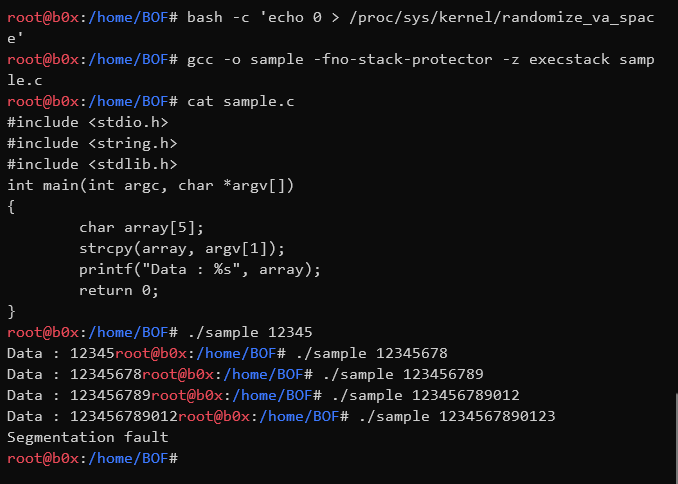 root@b0x:/home/BOF# bash -c 'echo 0 > /proc/sys/kernel/randomize_va_spac
e'
root@b0x:/home/BOF# gcc -o sample -fno-stack-protector -z execstack samp
le.c
root@b0x:/home/BOF# cat sample.c
#include <stdio.h>
#include <string.h>
#include <stdlib.h>
int main(int argc, char *argv[])
{
        char array[5];
        strcpy(array, argv[1]);
        printf("Data : %s", array);
        return 0;
}
root@b0x:/home/BOF# ./sample 12345
Data : 12345root@b0x:/home/BOF# ./sample 12345678
Data : 12345678root@b0x:/home/BOF# ./sample 123456789
Data : 123456789root@b0x:/home/BOF# ./sample 123456789012
Data : 123456789012root@b0x:/home/BOF# ./sample 1234567890123
Segmentation fault
root@b0x:/home/BOF#